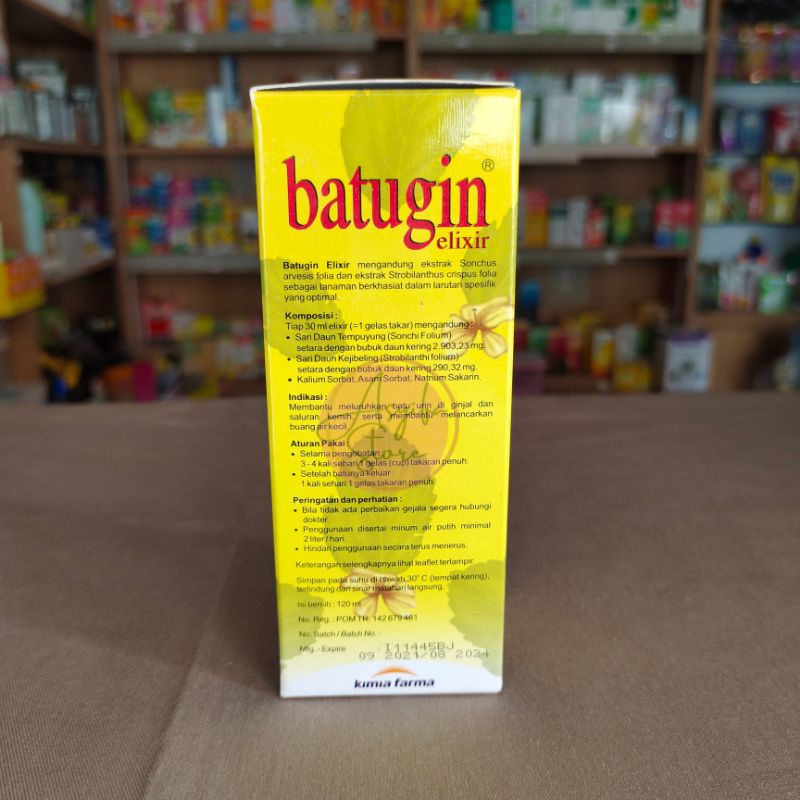 batugin®
elixir
Batugin Elixir mengandung ekstrak Sonchus
arvesis folia dan ekstrak Strobilanthus crispus folia
sebagai tanaman berkhasiat dalam larutan spesifik
yang optimal.
Komposisi :
Tiap 30 ml elixir (=1 gelas takar) mengandung :
• Sari Daun Tempuyung (Sonchi Folium)
setara dengan bubuk daun kering 2.903,23 mg.
• Sari Daun Kejibeling (Strobilanthi folium)
setara dengan bubuk daun kering 290,32 mg.
• Kalium Sorbat, Asam Sorbat, Natrium Sakarin.
Indikasi :
Membantu meluruhkan batu urin di ginjal dan
saluran kemih, serta membantu melancarkan
buang air kecil.
Aturan Pakai :
• Selama pengobatan :
3 - 4 kali sehari 1 gelas (cup) takaran penuh.
• Setelah batunya keluar :
1 kali sehari 1 gelas takaran penuh.
Peringatan dan perhatian :
• Bila tidak ada perbaikan gejala segera hubungi
dokter.
• Penggunaan disertai minum air putih minimal
2 liter / hari.
• Hindari penggunaan secara terus menerus.
Keterangan selengkapnya lihat leaflet terlampir.
Simpan pada suhu di bawah 30° C (tempat kering),
terlindung dari sinar matahari langsung.
Isi bersih : 120 ml
No. Reg. : POM TR. 142 679 461
No. Batch / Batch No. :
Mfg. - Expire : I11445BJ
09 2021/08 2024
kimia farma
Store